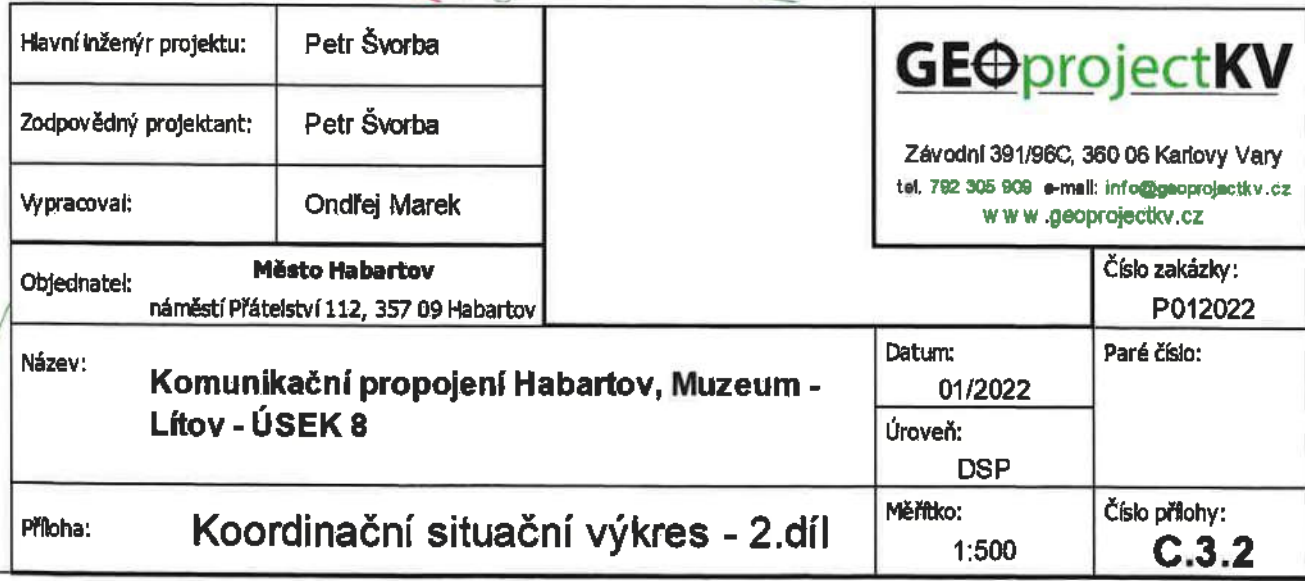 Hlavní inženýr projektu: Petr Švorba
GEOprojectKV
Zodpovědný projektant: Petr Švorba
Závodní 391/96C, 360 06 Karlovy Vary
tel. 792 305 909 e-mail: info@geoprojectkv.cz
www.geoprojectkv.cz
Vypracoval: Ondřej Marek
Objednatel: Město Habartov
náměstí Přátelství 112, 357 09 Habartov
Číslo zakázky:
P012022
Název: Komunikační propojení Habartov, Muzeum -
Lítov - ÚSEK 8
Datum:
01/2022
Paré číslo:
Úroveň:
DSP
Příloha: Koordinační situační výkres - 2.díl
Měřítko:
1:500
Číslo přílohy:
C.3.2